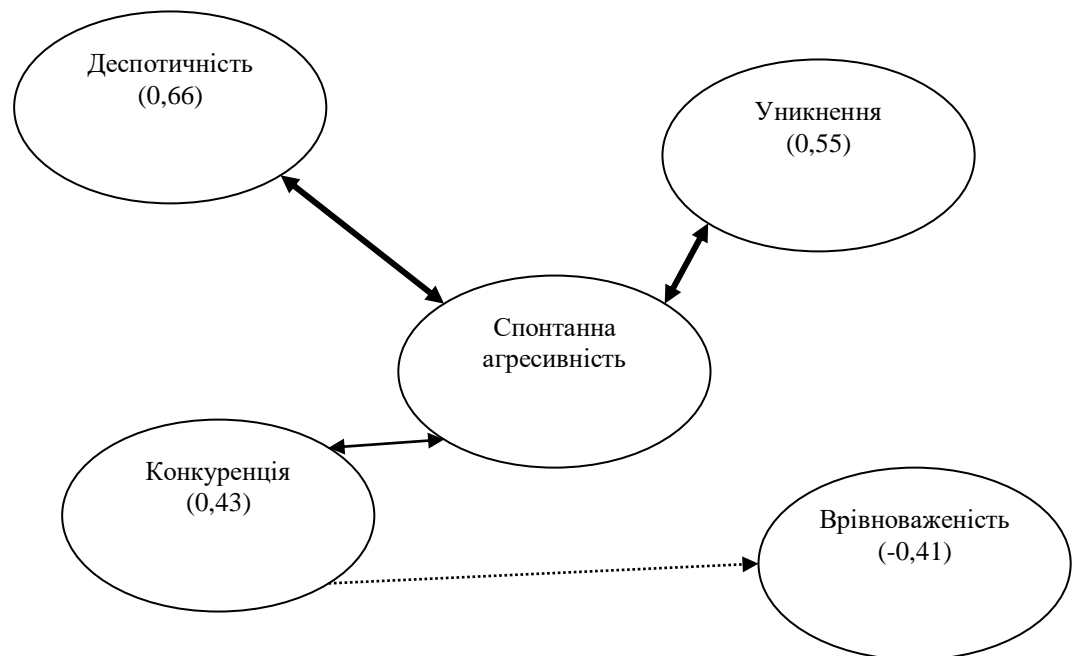 Деспотичність
(0,66)
Уникнення
(0,55)
Спонтанна
агресивність
Конкуренція
(0,43)
Врівноваженість
(-0,41)